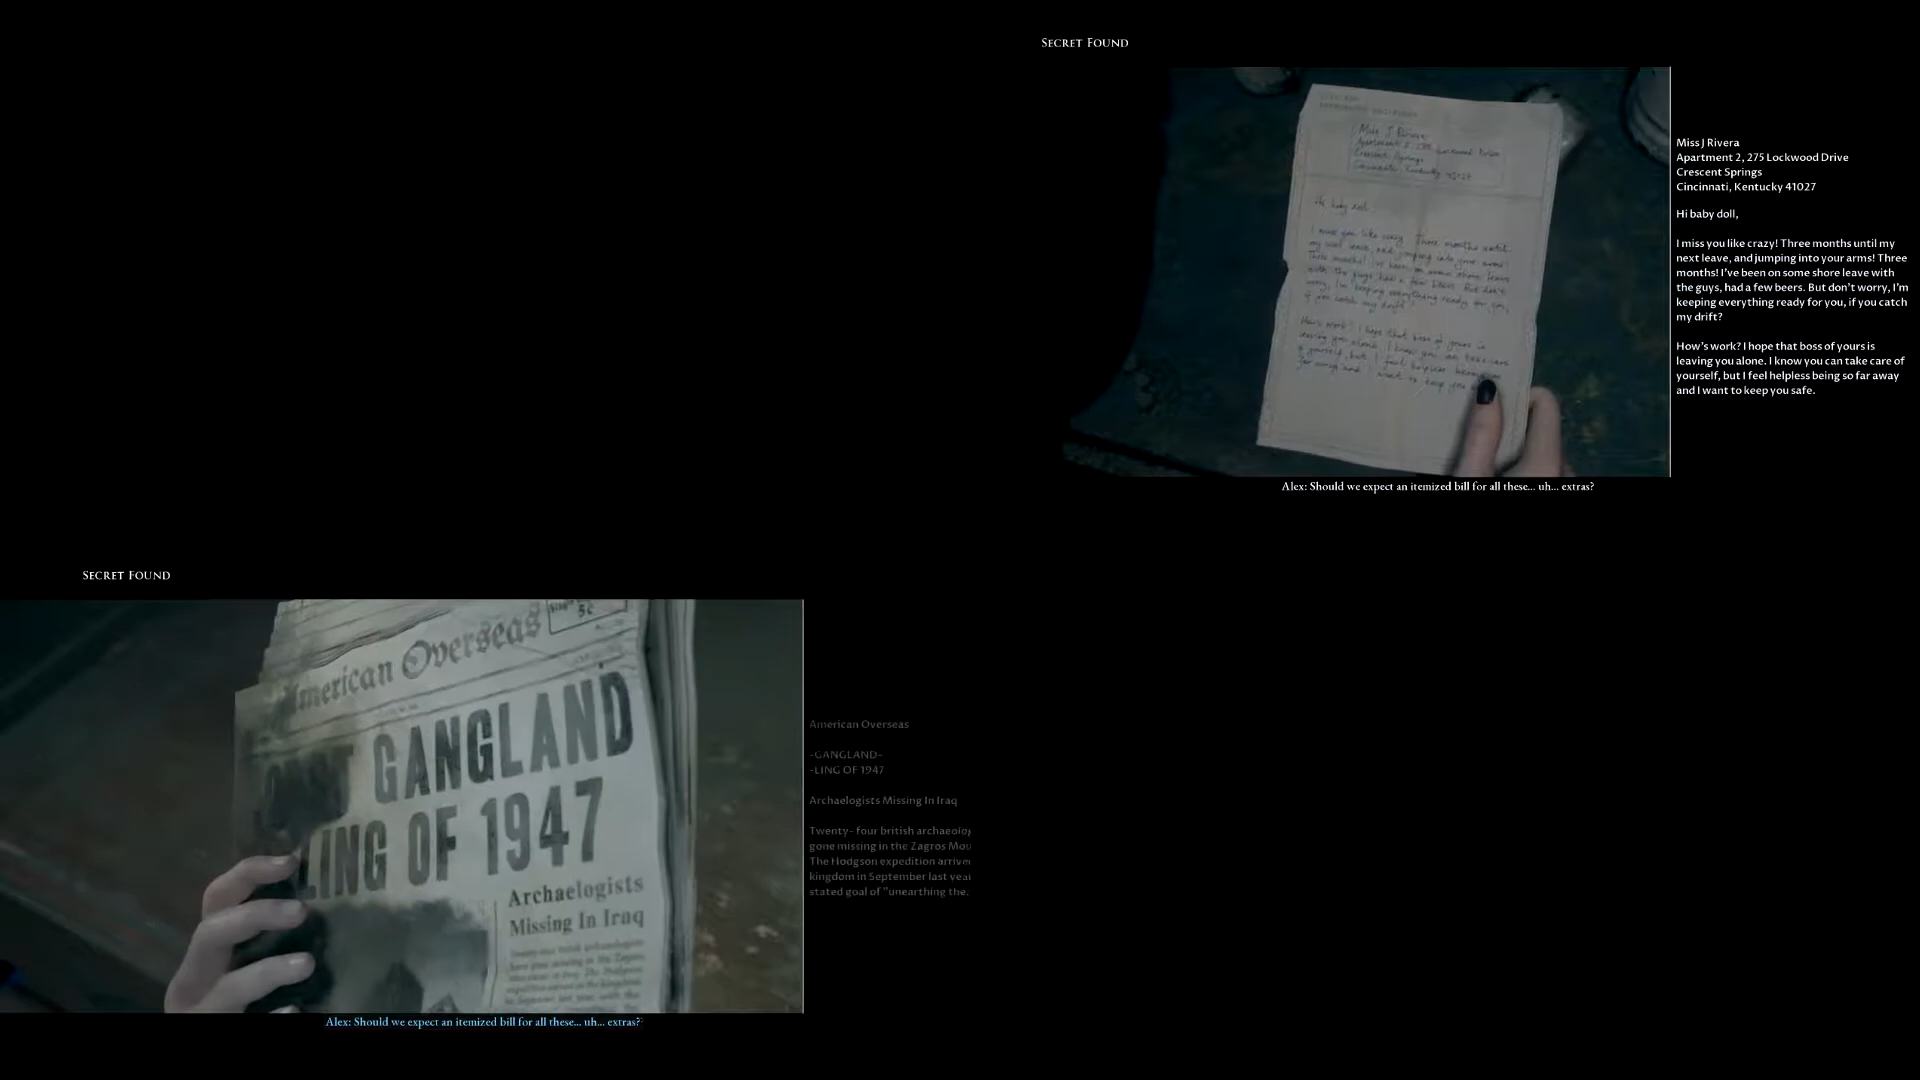 SECRET FOUND
Miss J Rivera
Apartment 2, 275 Lockwood Drive
Crescent Springs
Cincinnati, Kentucky 41027
Hi baby doll,
I miss you like crazy! Three months until my
next leave, and jumping into your arms! Three
months! I've been on some shore leave with
the guys, had a few beers. But don't worry, I'm
keeping everything ready for you, if you catch
my drift?
How's work? I hope that boss of yours is
leaving you alone. I know you can take care of
yourself, but I feel helpless being so far away
and I want to keep you safe.
Alex: Should we expect an itemized bill for all these... uh... extras?
SECRET FOUND
American Overseas
5¢
GANGLAND
LING OF 1947
Archaelogists
Missing In Iraq
American Overseas
-GANGLAND-
-LING OF 1947
Archaelogists Missing In Iraq
Twenty- four british archaeolog
gone missing in the Zagros Mou
The Hodgson expedition arrive
kingdom in September last year
stated goal of "unearthing the.
Alex: Should we expect an itemized bill for all these... uh... extras?